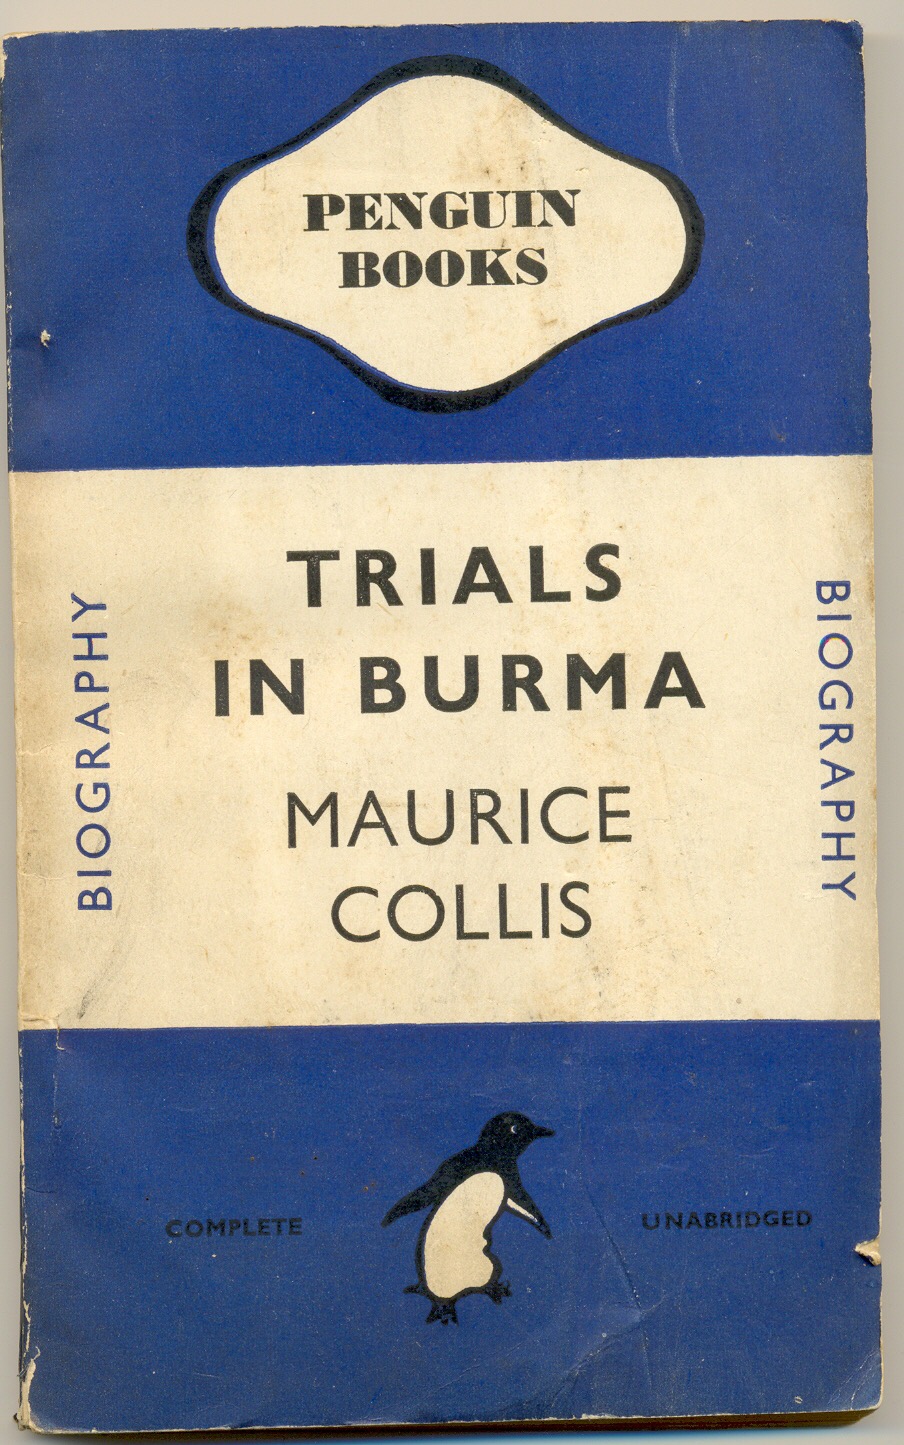 PENGUIN
BOOKS
TRIALS
IN BURMA
MAURICE
COLLIS
BIOGRAPHY
BIOGRAPHY
COMPLETE
UNABRIDGED